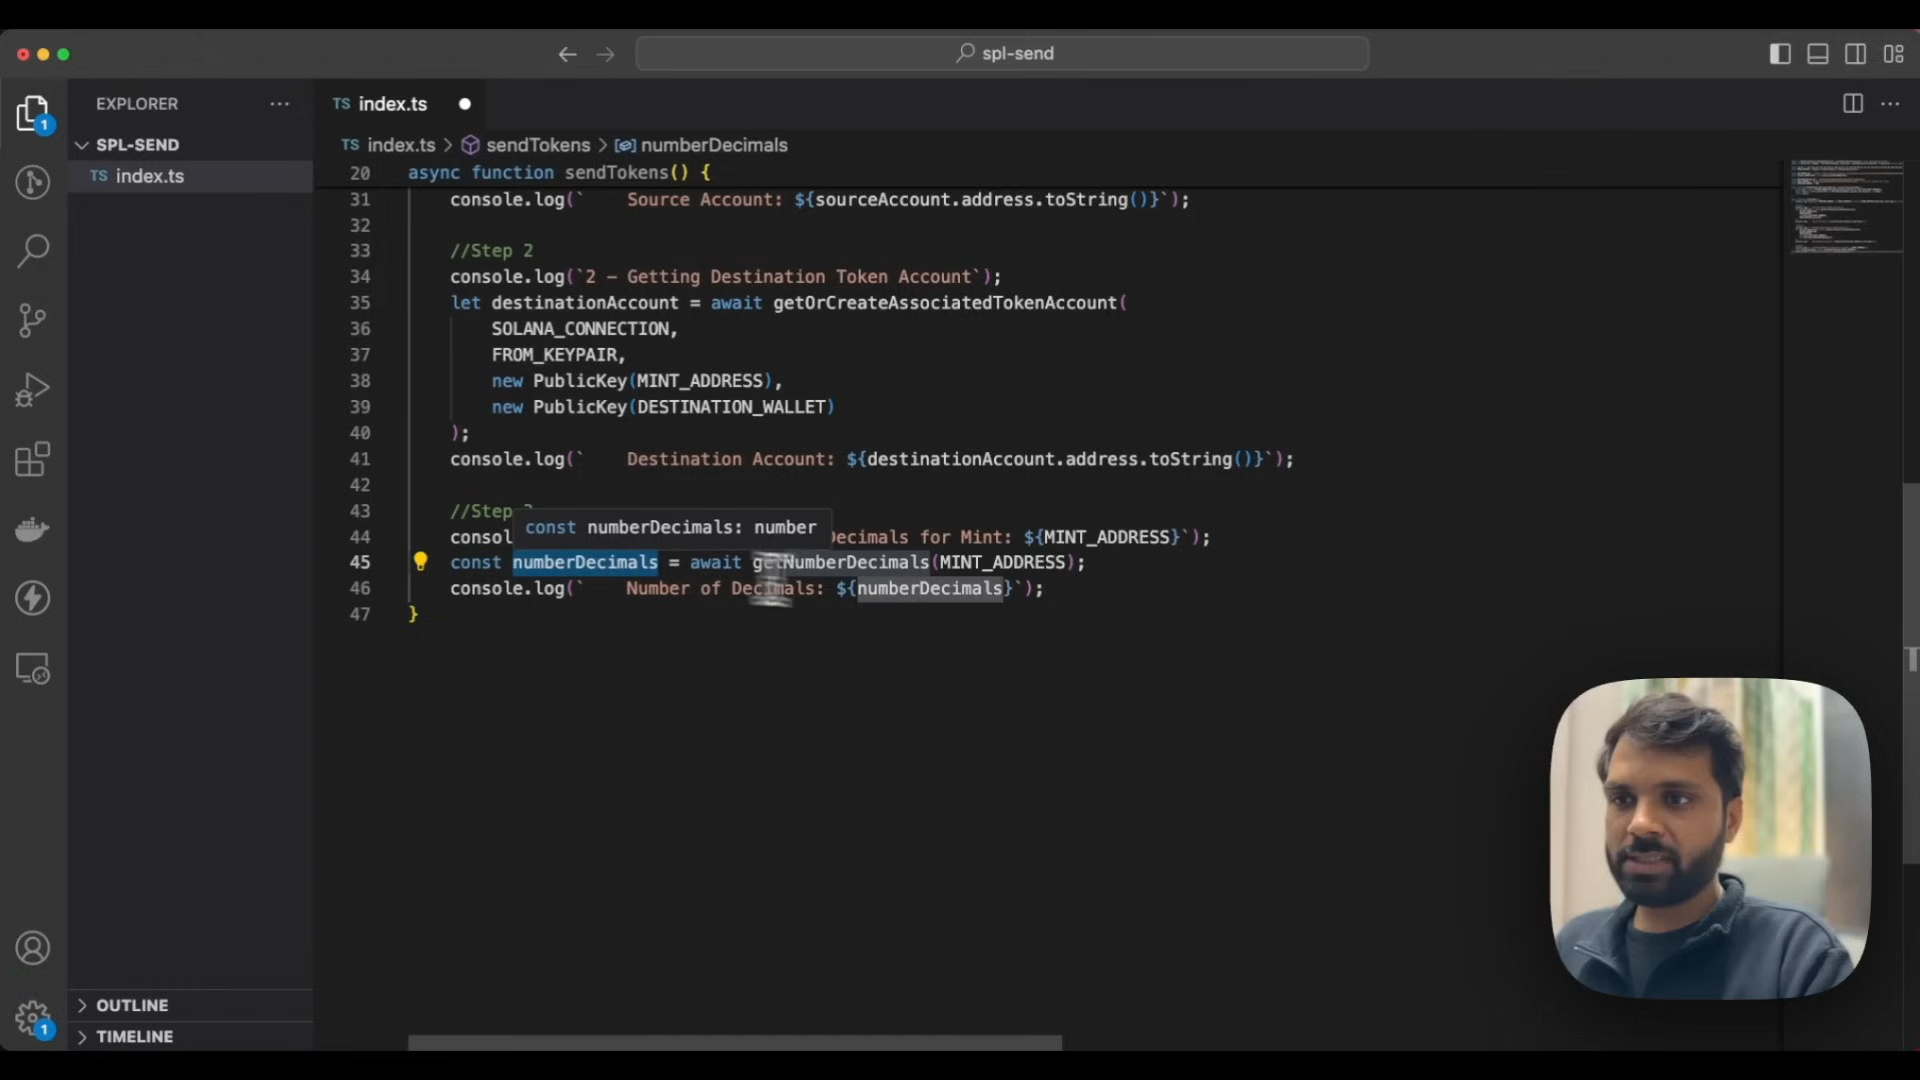 spl-send
EXPLORER
TS index.ts
SPL-SEND
TS index.ts
TS index.ts > sendTokens > numberDecimals
20 async function sendTokens() {
31 console.log(`    Source Account: ${sourceAccount.address.toString()}`);
32
33 //Step 2
34 console.log(`2 - Getting Destination Token Account`);
35 let destinationAccount = await getOrCreateAssociatedTokenAccount(
36 SOLANA_CONNECTION,
37 FROM_KEYPAIR,
38 new PublicKey(MINT_ADDRESS),
39 new PublicKey(DESTINATION_WALLET)
40 );
41 console.log(`    Destination Account: ${destinationAccount.address.toString()}`);
42
43 //Step
const numberDecimals: number
44 consol Decimals for Mint: ${MINT_ADDRESS}`);
45 const numberDecimals = await getNumberDecimals(MINT_ADDRESS);
46 console.log(`    Number of Decimals: ${numberDecimals}`);
47 }
OUTLINE
TIMELINE
1
1